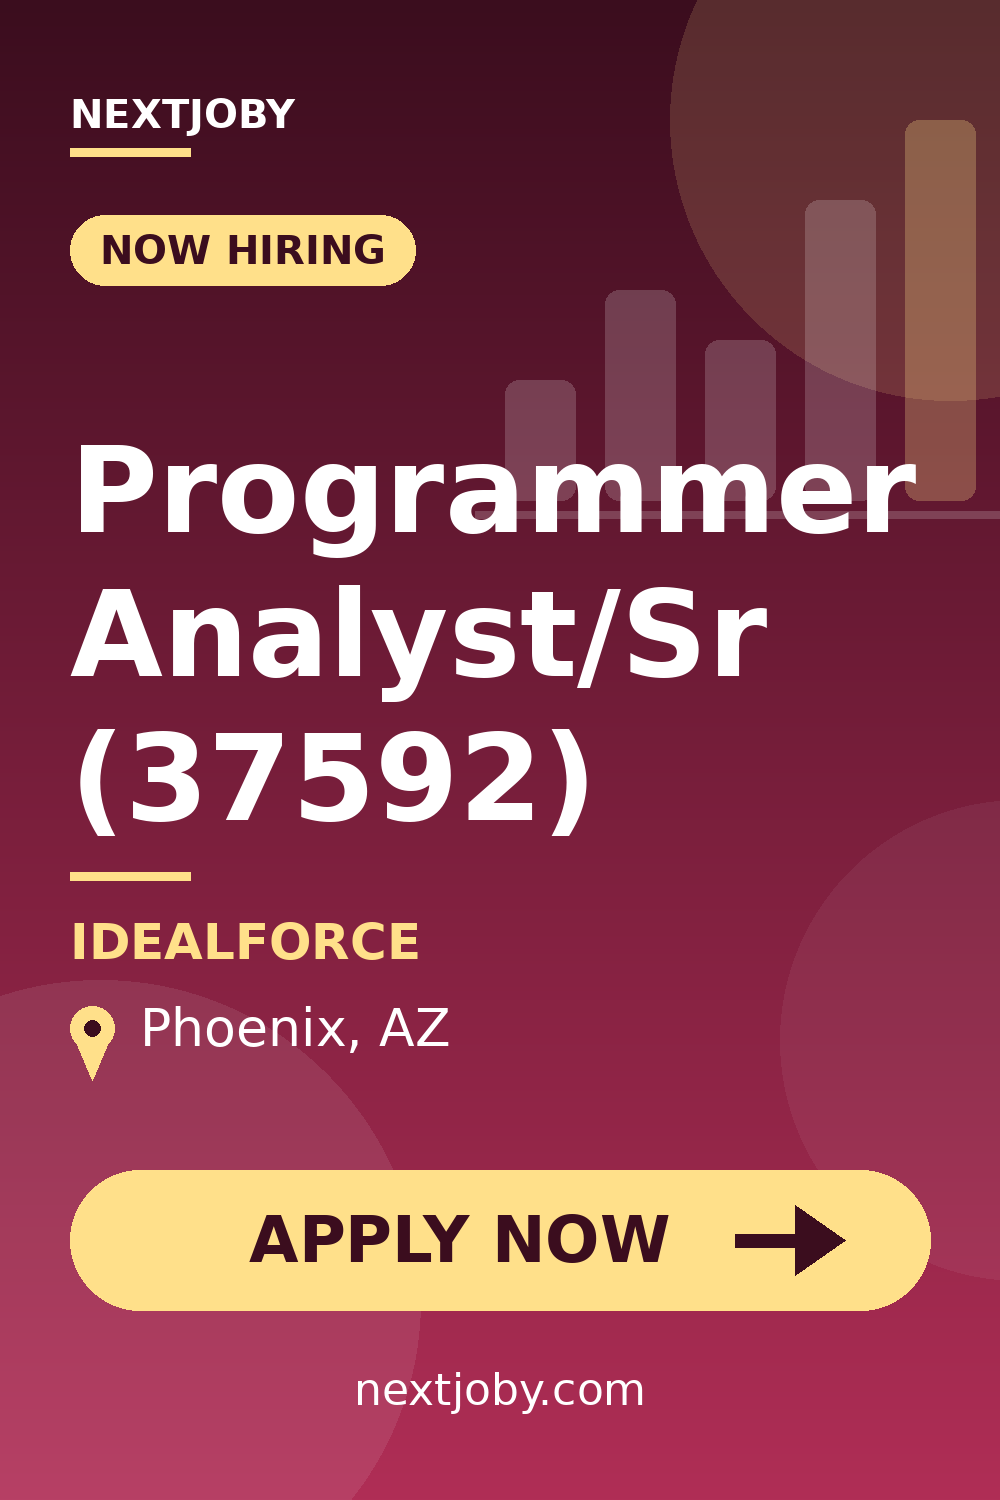 NEXTJOBY
NOW HIRING
Programmer
Analyst/Sr
(37592)
IDEALFORCE
Phoenix, AZ
APPLY NOW
nextjoby.com